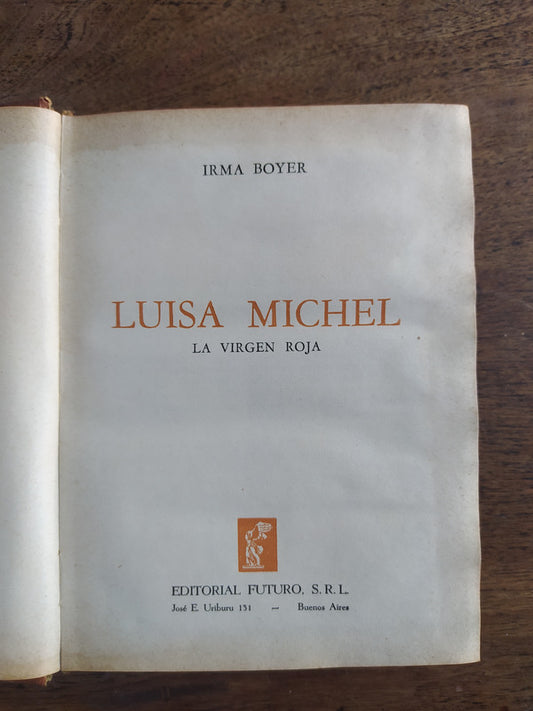 IRMA BOYER
LUISA MICHEL
LA VIRGEN ROJA
EDITORIAL FUTURO, S. R. L.
José E. Uriburu 131 — Buenos Aires